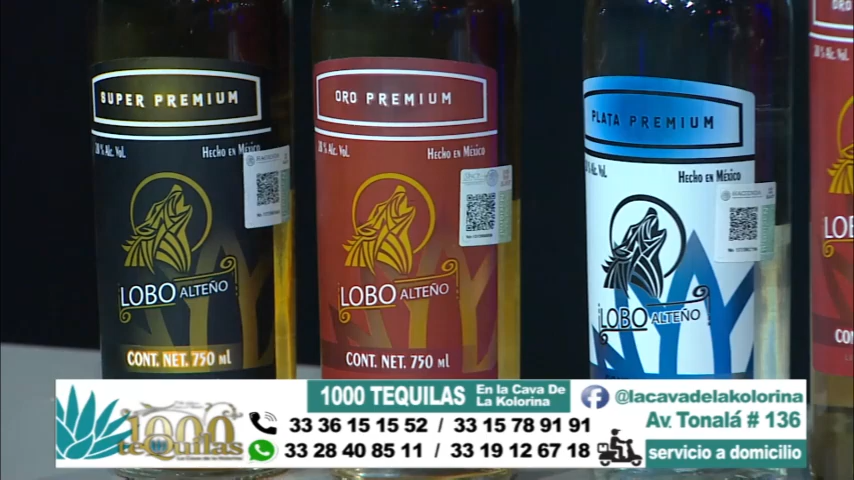 SUPER PREMIUM
Hecho en México
LOBO ALTEÑO
CONT. NET. 750 ml
ORO PREMIUM
38 % Alc. Vol.
Hecho en México
LOBO ALTEÑO
CONT. NET. 750 ml
PLATA PREMIUM
% Alc. Vol.
Hecho en México
LOBO ALTEÑO
ORO
38 % Alc. Vol.
LOB
CONT.
1000
teQuilas
1000 TEQUILAS En la Cava De
La Kolorina
@lacavadelakolorina
33 36 15 15 52 / 33 15 78 91 91
Av. Tonalá # 136
33 28 40 85 11 / 33 19 12 67 18
servicio a domicilio